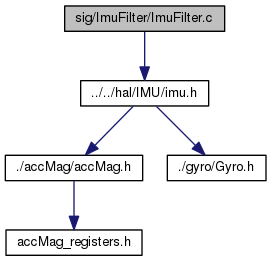 sig/ImuFilter/ImuFilter.c
../../hal/IMU/imu.h
./accMag/accMag.h
./gyro/Gyro.h
accMag_registers.h